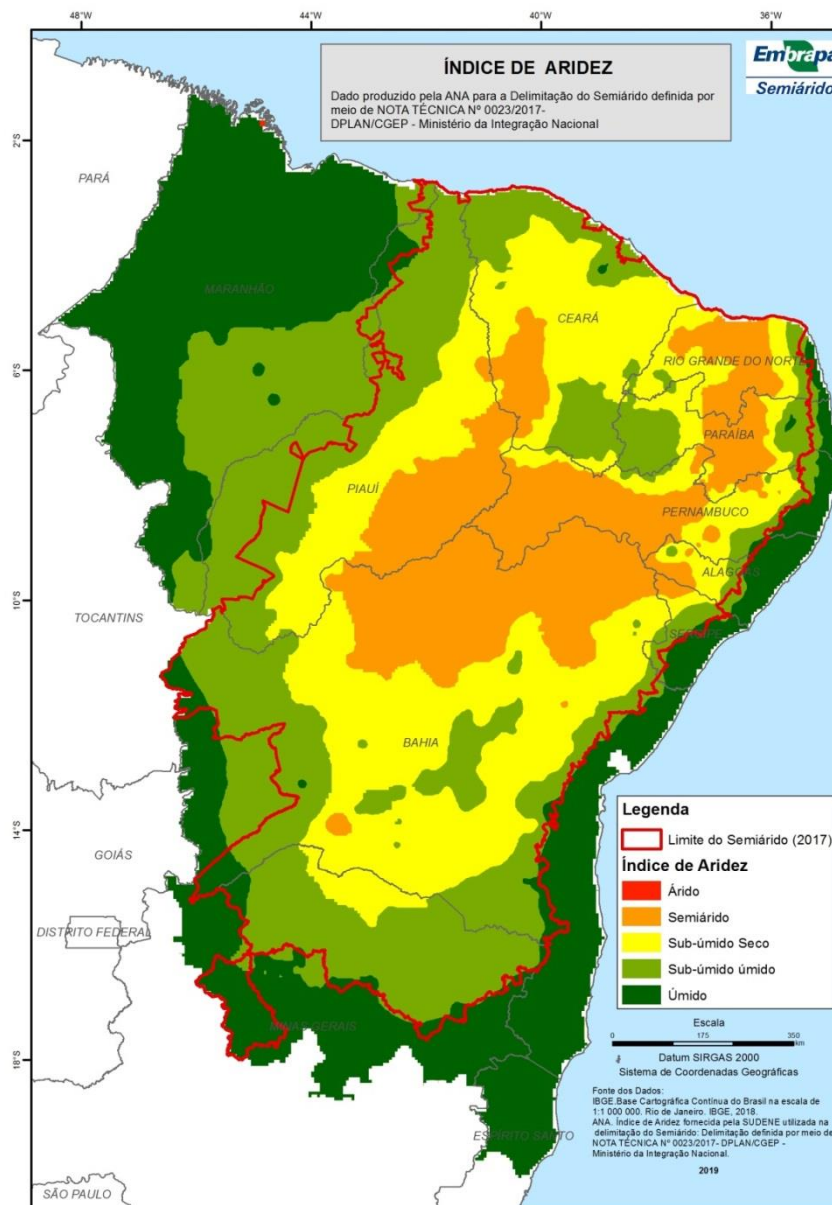 48°W
44°W
40°W
36°W
ÍNDICE DE ARIDEZ
Dado produzido pela ANA para a Delimitação do Semiárido definida por
meio de NOTA TÉCNICA Nº 0023/2017-
DPLAN/CGEP - Ministério da Integração Nacional
Embrapa
Semiárido
2°S
PARÁ
MARANHÃO
CEARÁ
6°S
RIO GRANDE DO NORTE
PARAÍBA
PIAUÍ
PERNAMBUCO
ALAGOAS
10°S
TOCANTINS
SERGIPE
BAHIA
14°S
GOIÁS
DISTRITO FEDERAL
MINAS GERAIS
18°S
ESPÍRITO SANTO
SÃO PAULO
Legenda
Limite do Semiárido (2017)
Índice de Aridez
Árido
Semiárido
Sub-úmido Seco
Sub-úmido úmido
Úmido
Escala
0 175 350
km
Datum SIRGAS 2000
Sistema de Coordenadas Geográficas
Fonte dos Dados:
IBGE.Base Cartográfica Contínua do Brasil na escala de
1:1 000 000. Rio de Janeiro. IBGE, 2018.
ANA. Índice de Aridez fornecida pela SUDENE utilizada na
delimitação do Semiárido: Delimitação definida por meio de
NOTA TÉCNICA N° 0023/2017- DPLAN/CGEP -
Ministério da Integração Nacional.
2019